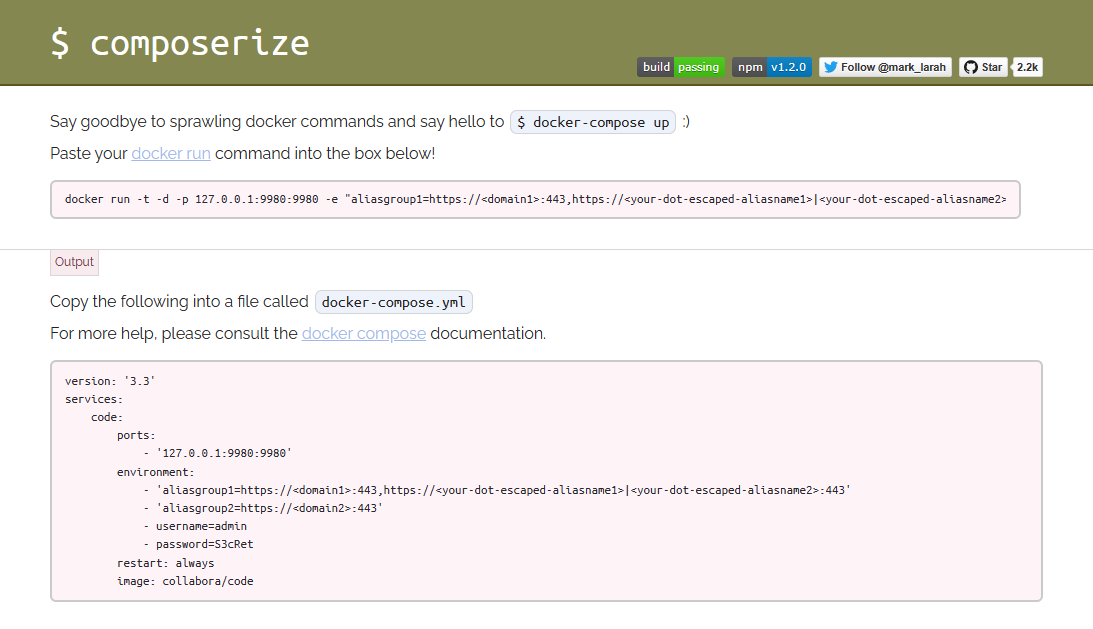 $ composerize
build passing npm v1.2.0 Follow @mark_larah Star 2.2k
Say goodbye to sprawling docker commands and say hello to $ docker-compose up :)
Paste your docker run command into the box below!
docker run -t -d -p 127.0.0.1:9980:9980 -e "aliasgroup1=https://<domain1>:443,https://<your-dot-escaped-aliasname1>|<your-dot-escaped-aliasname2>
Output
Copy the following into a file called docker-compose.yml
For more help, please consult the docker compose documentation.
version: '3.3'
services:
    code:
        ports:
            - '127.0.0.1:9980:9980'
        environment:
            - 'aliasgroup1=https://<domain1>:443,https://<your-dot-escaped-aliasname1>|<your-dot-escaped-aliasname2>:443'
            - 'aliasgroup2=https://<domain2>:443'
            - username=admin
            - password=S3cRet
        restart: always
        image: collabora/code